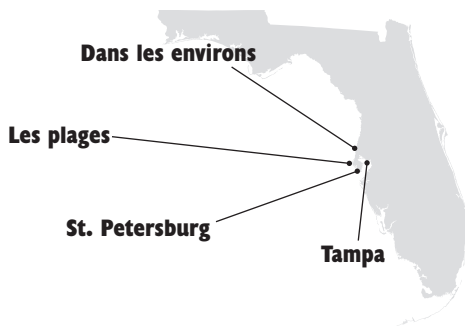 Dans les environs
Les plages
St. Petersburg
Tampa